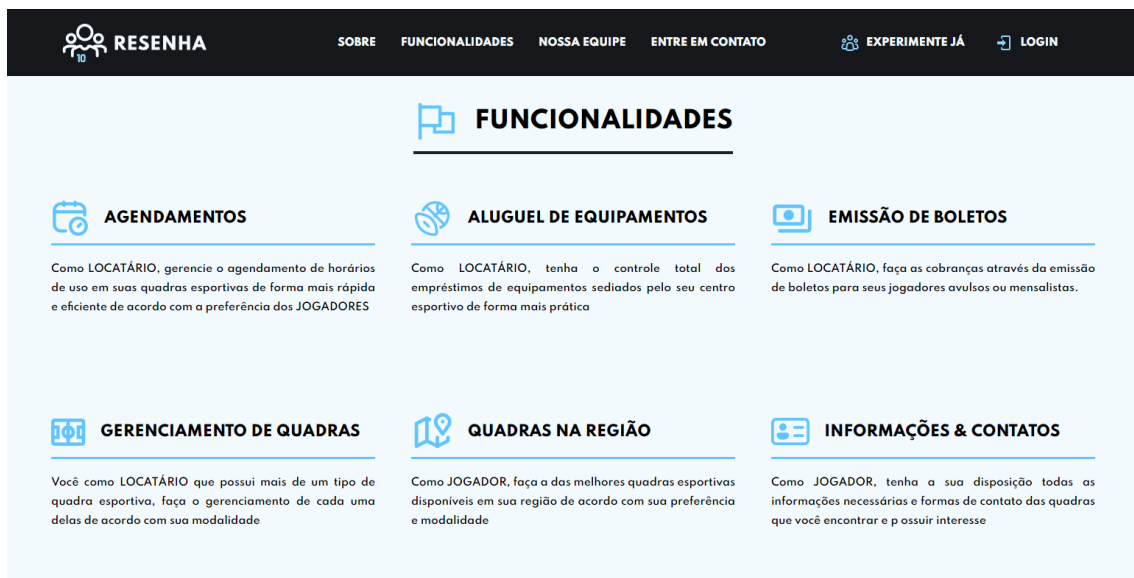 RESENHA
10
SOBRE FUNCIONALIDADES NOSSA EQUIPE ENTRE EM CONTATO EXPERIMENTE JÁ LOGIN
FUNCIONALIDADES
AGENDAMENTOS
Como LOCATÁRIO, gerencie o agendamento de horários
de uso em suas quadras esportivas de forma mais rápida
e eficiente de acordo com a preferência dos JOGADORES
ALUGUEL DE EQUIPAMENTOS
Como LOCATÁRIO, tenha o controle total dos
empréstimos de equipamentos sediados pelo seu centro
esportivo de forma mais prática
EMISSÃO DE BOLETOS
Como LOCATÁRIO, faça as cobranças através da emissão
de boletos para seus jogadores avulsos ou mensalistas.
GERENCIAMENTO DE QUADRAS
Você como LOCATÁRIO que possui mais de um tipo de
quadra esportiva, faça o gerenciamento de cada uma
delas de acordo com sua modalidade
QUADRAS NA REGIÃO
Como JOGADOR, faça a das melhores quadras esportivas
disponíveis em sua região de acordo com sua preferência
e modalidade
INFORMAÇÕES & CONTATOS
Como JOGADOR, tenha a sua disposição todas as
informações necessárias e formas de contato das quadras
que você encontrar e p ossuir interesse